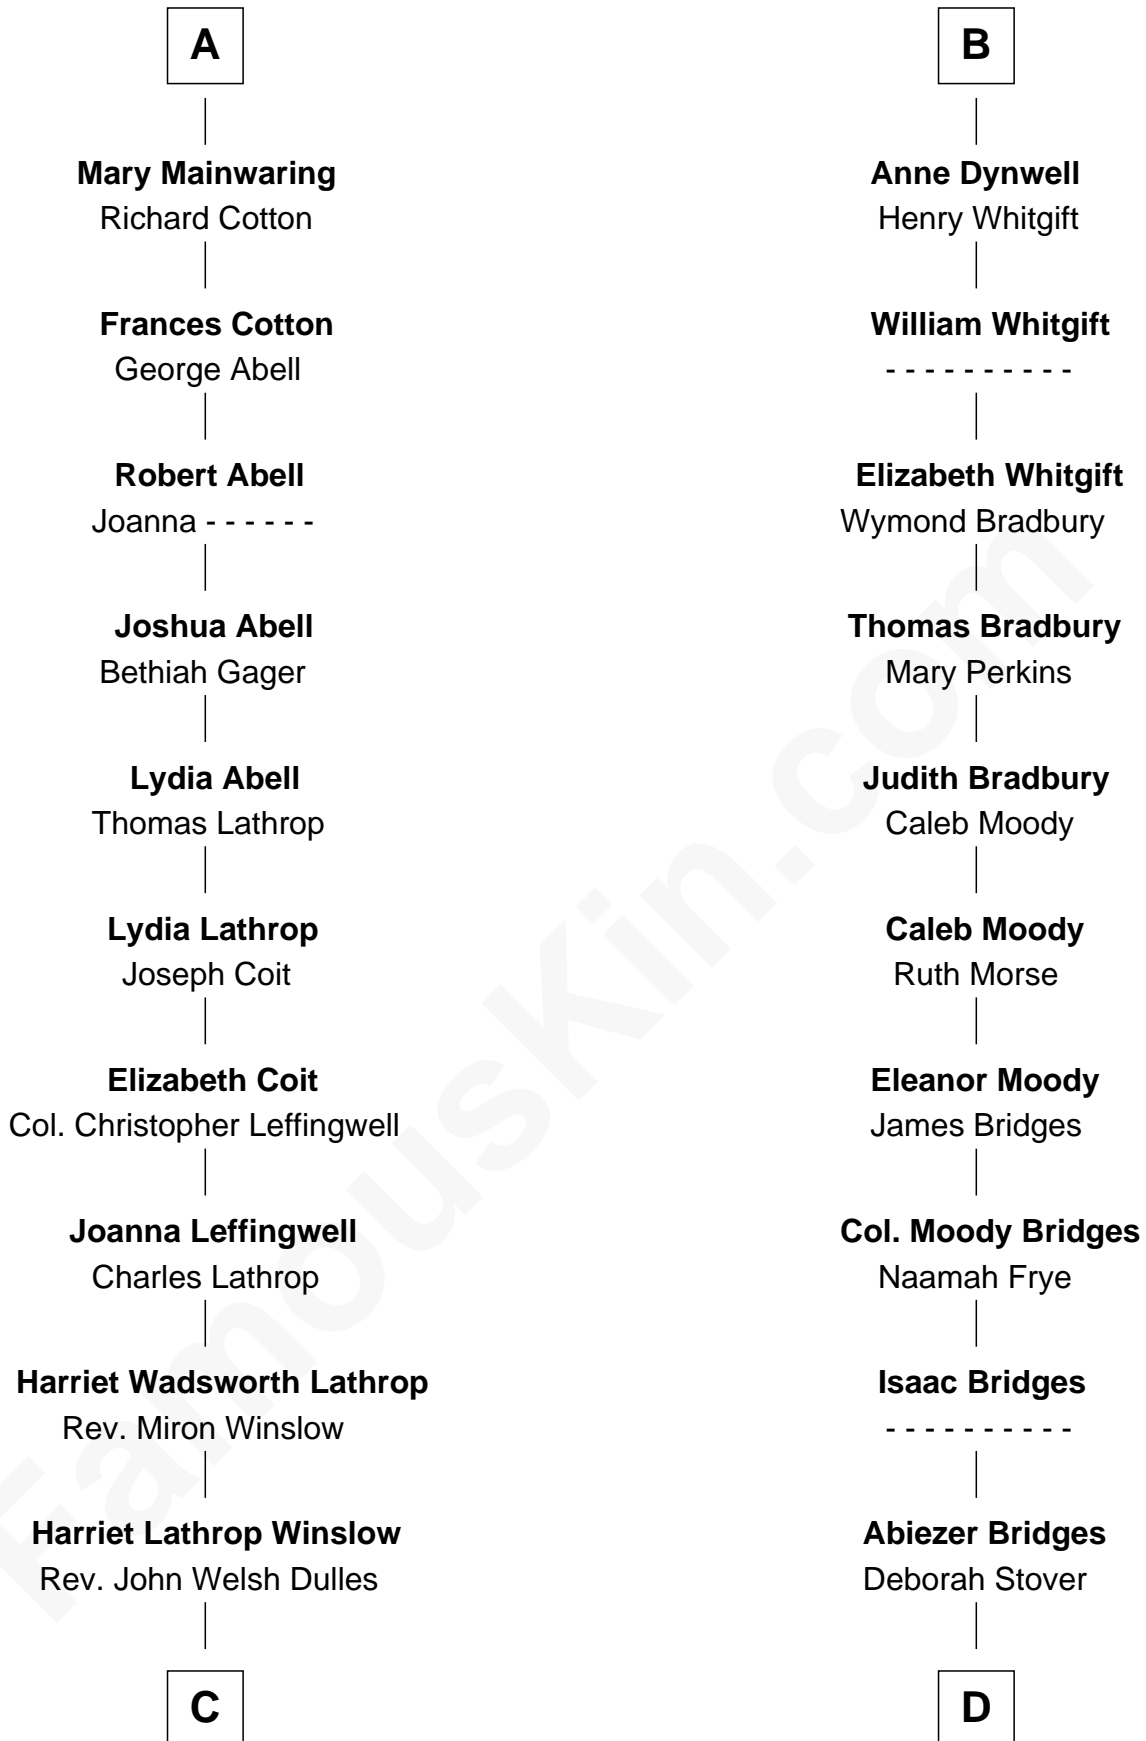 A
Mary Mainwaring
Richard Cotton
Frances Cotton
George Abell
Robert Abell
Joanna - - - - - -
Joshua Abell
Bethiah Gager
Lydia Abell
Thomas Lathrop
Lydia Lathrop
Joseph Coit
Elizabeth Coit
Col. Christopher Leffingwell
Joanna Leffingwell
Charles Lathrop
Harriet Wadsworth Lathrop
Rev. Miron Winslow
Harriet Lathrop Winslow
Rev. John Welsh Dulles
C
B
Anne Dynwell
Henry Whitgift
William Whitgift
- - - - - - - - - -
Elizabeth Whitgift
Wymond Bradbury
Thomas Bradbury
Mary Perkins
Judith Bradbury
Caleb Moody
Caleb Moody
Ruth Morse
Eleanor Moody
James Bridges
Col. Moody Bridges
Naamah Frye
Isaac Bridges
- - - - - - - - - -
Abiezer Bridges
Deborah Stover
D
FamousKin.com